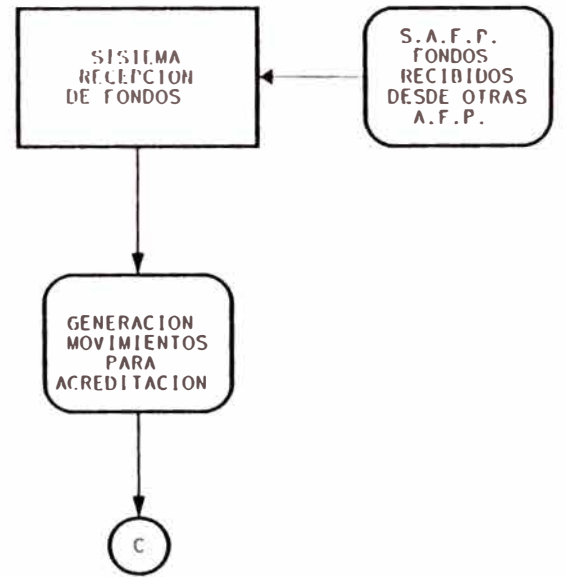 SISTEMA
RECEPCION
DE FONDOS
S.A.F.P.
FONDOS
RECIBIDOS
DESDE OTRAS
A.F.P.
GENERACION
MOVIMIENTOS
PARA
ACREDITACION
C